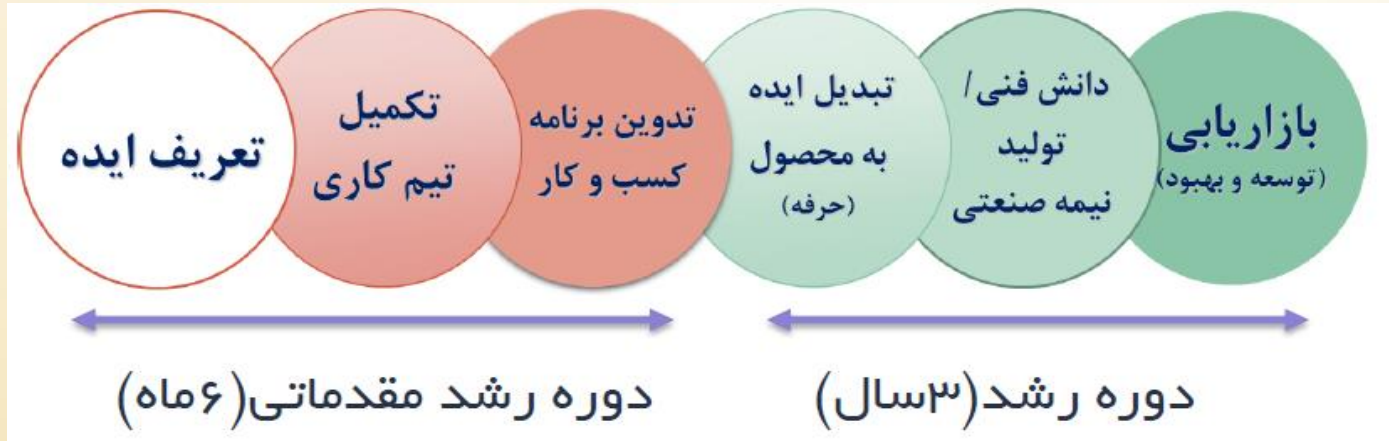 تعریف ایده
تکمیل
تیم کاری
تدوین برنامه
کسب و کار
تبدیل ایده
به محصول
(حرفه)
دانش فنی/
تولید
نیمه صنعتی
بازاریابی
(توسعه و بهبود)
دوره رشد مقدماتی(۶ماه)
دوره رشد(۳سال)